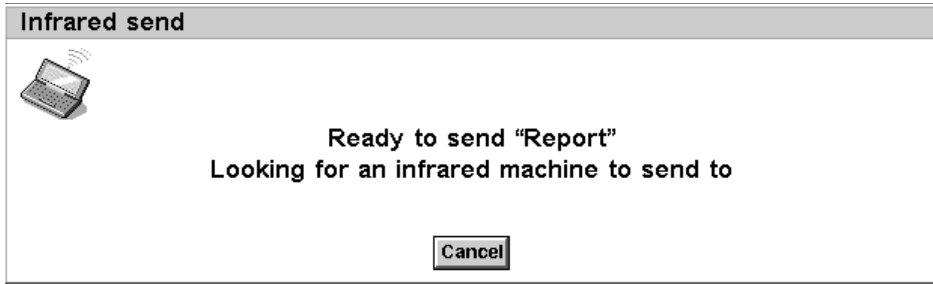 Infrared send
Ready to send “Report”
Looking for an infrared machine to send to
Cancel